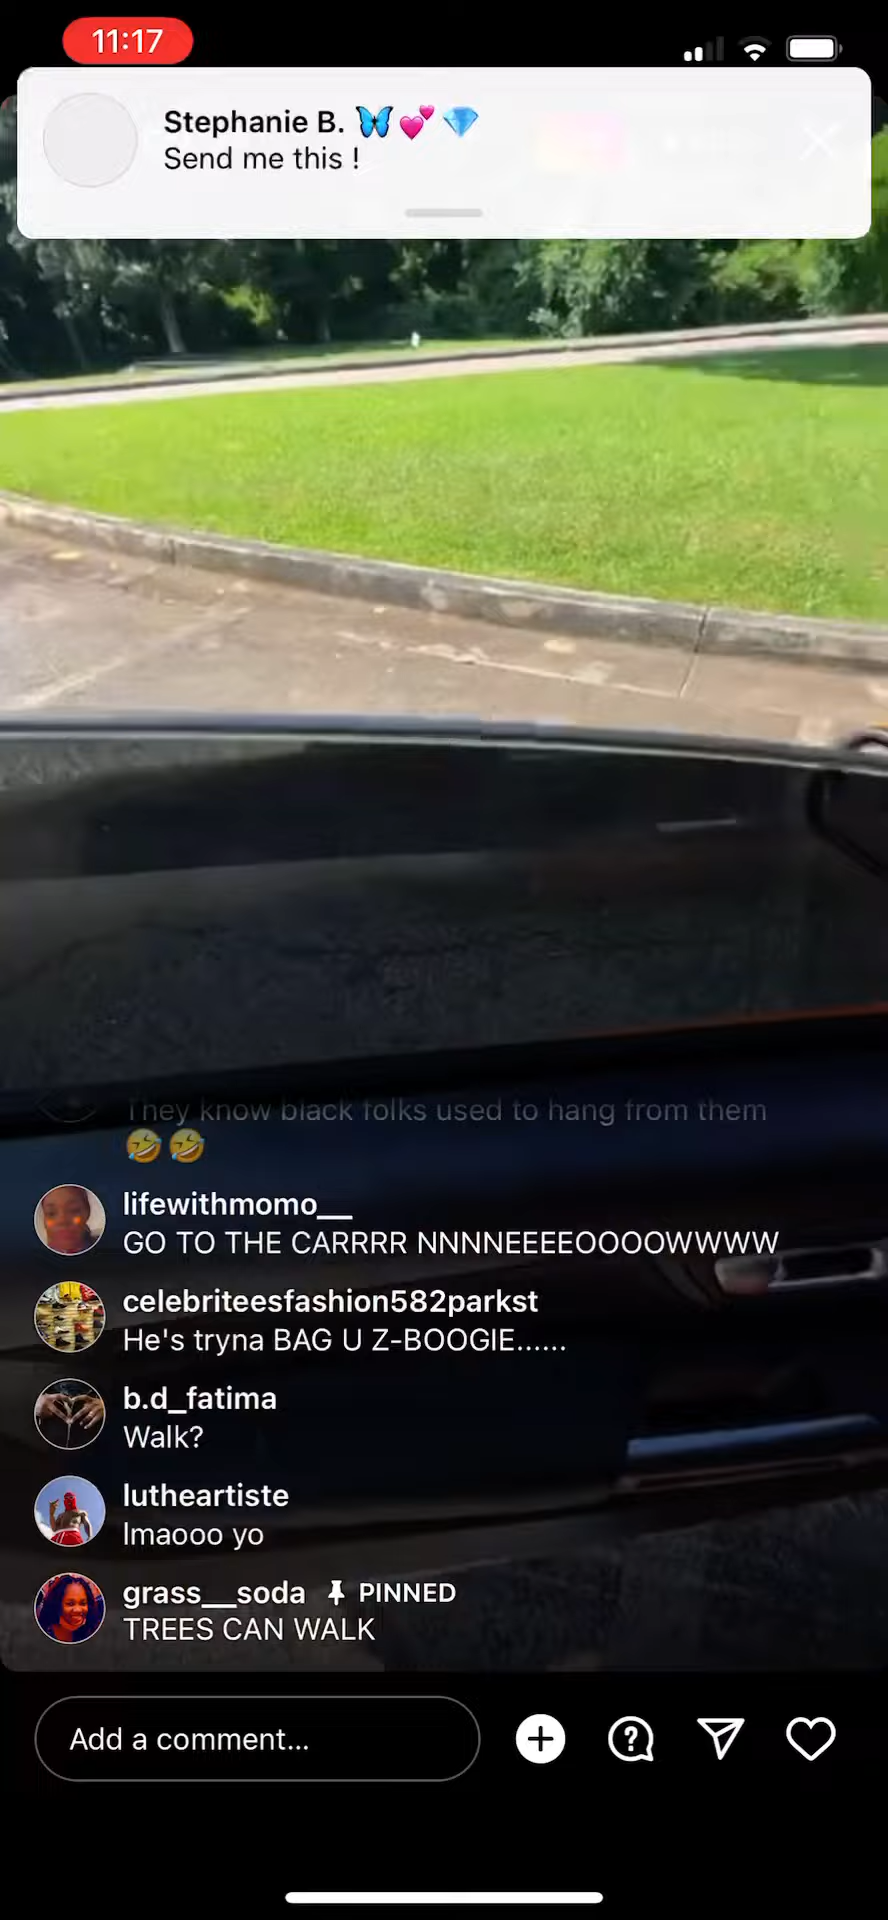 11:17
Stephanie B. 🦋💕💎
Send me this !
They know black folks used to hang from them
🤣🤣
lifewithmomo__
GO TO THE CARRRR NNNNEEEEOOOOWWWW
celebriteesfashion582parkst
He's tryna BAG U Z-BOOGIE......
b.d_fatima
Walk?
lutheartiste
lmaooo yo
grass__soda PINNED
TREES CAN WALK
Add a comment...